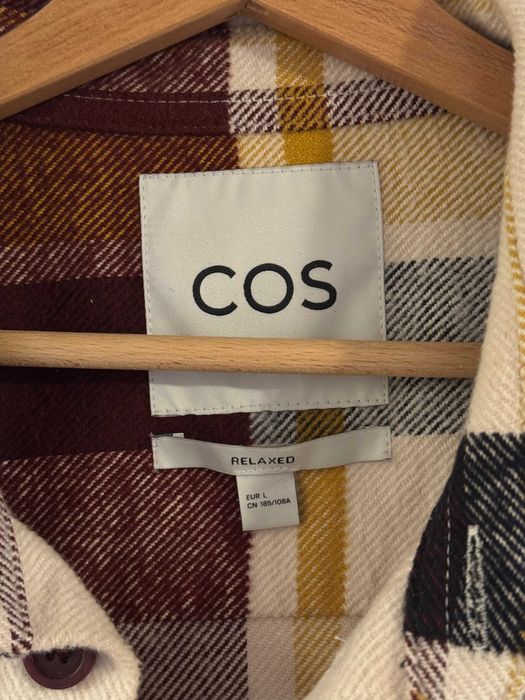 COS
RELAXED
EUR L
CN 185/108A